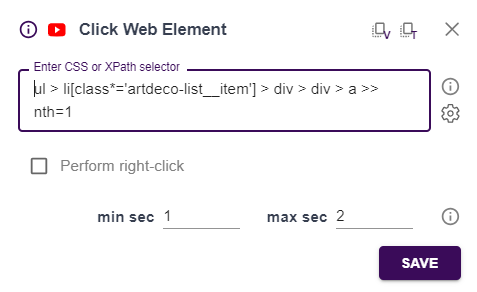 Click Web Element
V
T
Enter CSS or XPath selector
ul > li[class*='artdeco-list__item'] > div > div > a >>
nth=1
Perform right-click
min sec 1
max sec 2
SAVE